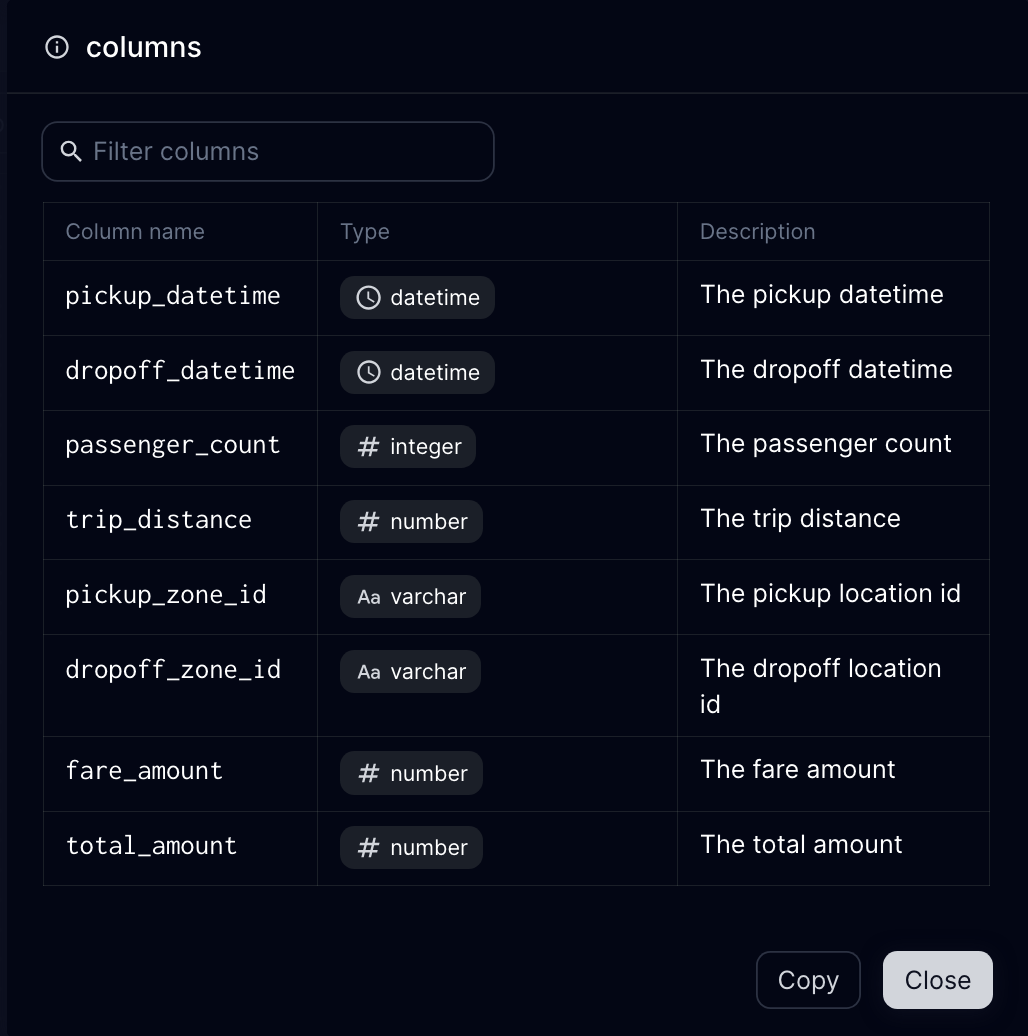 columns
Filter columns
Column name Type Description
pickup_datetime datetime The pickup datetime
dropoff_datetime datetime The dropoff datetime
passenger_count # integer The passenger count
trip_distance # number The trip distance
pickup_zone_id Aa varchar The pickup location id
dropoff_zone_id Aa varchar The dropoff location
id
fare_amount # number The fare amount
total_amount # number The total amount
Copy Close